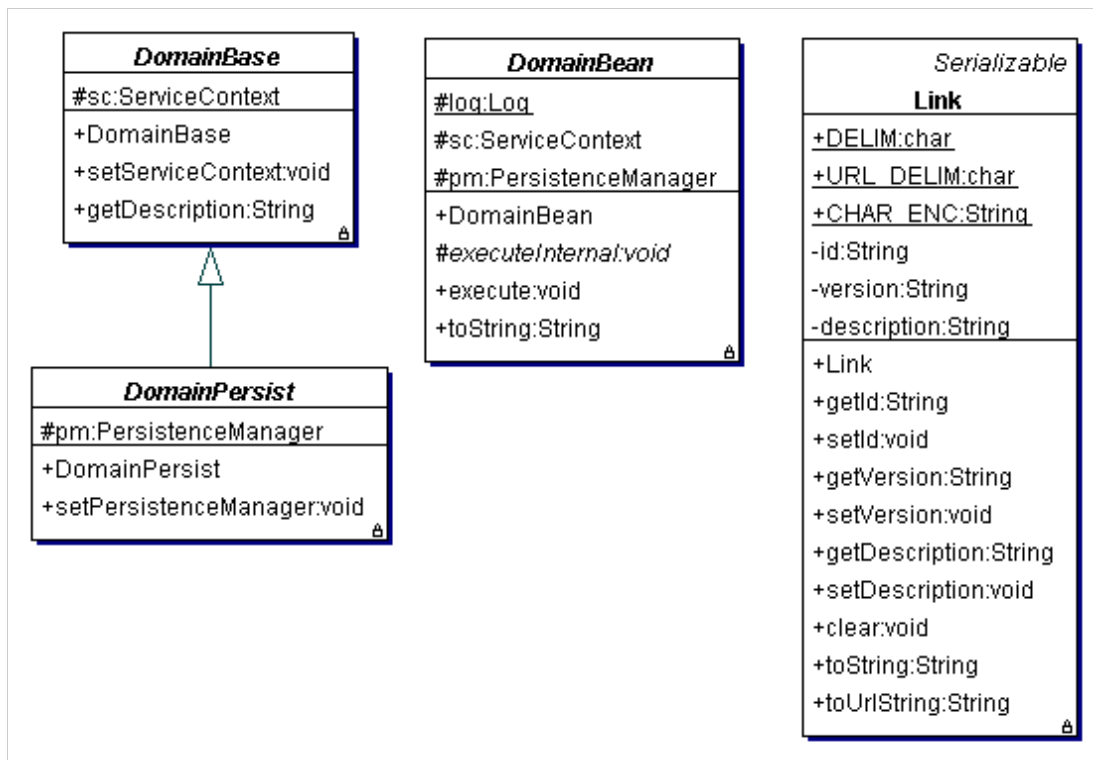 DomainBase
#sc:ServiceContext
+DomainBase
+setServiceContext:void
+getDescription:String
DomainPersist
#pm:PersistenceManager
+DomainPersist
+setPersistenceManager:void
DomainBean
#log:Log
#sc:ServiceContext
#pm:PersistenceManager
+DomainBean
#executeInternal:void
+execute:void
+toString:String
Serializable
Link
+DELIM:char
+URL_DELIM:char
+CHAR_ENC:String
-id:String
-version:String
-description:String
+Link
+getId:String
+setId:void
+getVersion:String
+setVersion:void
+getDescription:String
+setDescription:void
+clear:void
+toString:String
+toUrlString:String